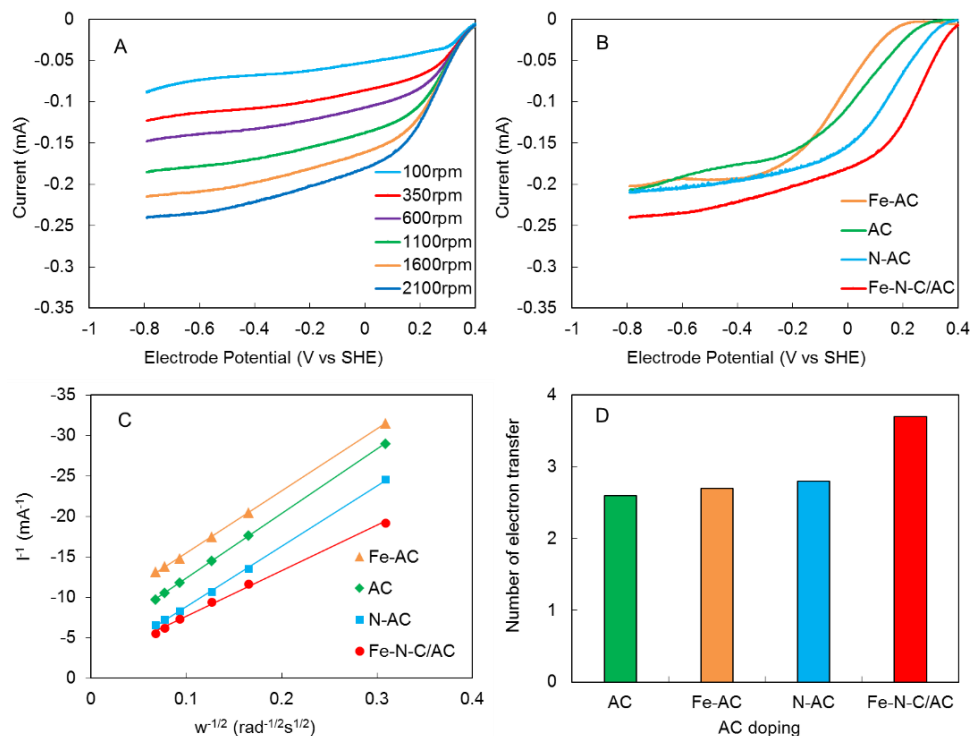 A
0
-0.05
-0.1
-0.15
-0.2
-0.25
-0.3
-0.35
Current (mA)
-1
-0.8
-0.6
-0.4
-0.2
0
0.2
0.4
Electrode Potential (V vs SHE)
100rpm
350rpm
600rpm
1100rpm
1600rpm
2100rpm
B
0
-0.05
-0.1
-0.15
-0.2
-0.25
-0.3
-0.35
Current (mA)
-1
-0.8
-0.6
-0.4
-0.2
0
0.2
0.4
Electrode Potential (V vs SHE)
Fe-AC
AC
N-AC
Fe-N-C/AC
C
-35
-30
-25
-20
-15
-10
-5
0
I⁻¹ (mA⁻¹)
0
0.1
0.2
0.3
0.4
w⁻¹/² (rad⁻¹/²s¹/²)
Fe-AC
AC
N-AC
Fe-N-C/AC
D
4
3
2
1
0
Number of electron transfer
AC
Fe-AC
N-AC
Fe-N-C/AC
AC doping